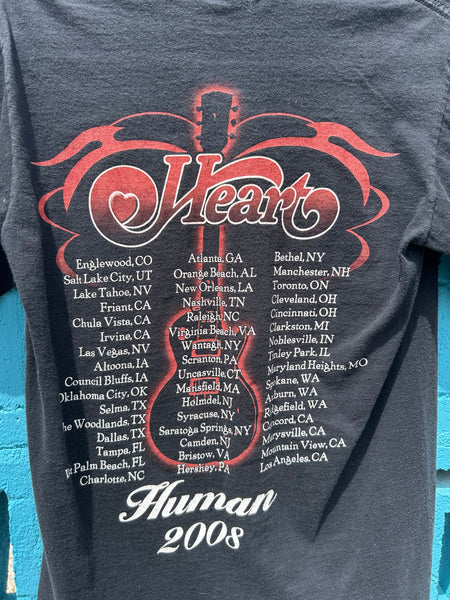 Heart
Englewood, CO
Salt Lake City, UT
Lake Tahoe, NV
Friant, CA
Chula Vista, CA
Irvine, CA
Las Vegas, NV
Altoona, IA
Council Bluffs, IA
Oklahoma City, OK
Selma, TX
he Woodlands, TX
Dallas, TX
Tampa, FL
Palm Beach, FL
Charlotte, NC
Atlanta, GA
Orange Beach, AL
New Orleans, LA
Nashville, TN
Raleigh, NC
Virginia Beach, VA
Wantagh, NY
Scranton, PA
Uncasville, CT
Mansfield, MA
Holmdel, NJ
Syracuse, NY
Saratoga Springs, NY
Camden, NJ
Bristow, VA
Hershey, PA
Bethel, NY
Manchester, NH
Toronto, ON
Cleveland, OH
Cincinnati, OH
Clarkston, MI
Noblesville, IN
Tinley Park, IL
Maryland Heights, MO
Spokane, WA
Auburn, WA
Ridgefield, WA
Concord, CA
Marysville, CA
Mountain View, CA
Los Angeles, CA
Human
2008